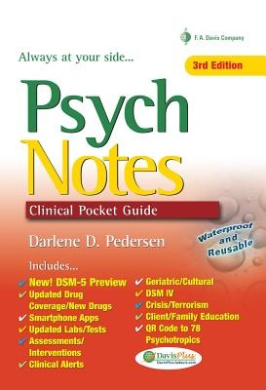 F. A. Davis Company
Always at your side...
3rd Edition
Psych
Notes
Clinical Pocket Guide
Darlene D. Pedersen
Waterproof and
Reusable
Includes...
New! DSM-5 Preview
Updated Drug
Coverage/New Drugs
Smartphone Apps
Updated Labs/Tests
Assessments/
Interventions
Clinical Alerts
Geriatric/Cultural
DSM IV
Crisis/Terrorism
Client/Family Education
QR Code to 78
Psychotropics
DavisPlus